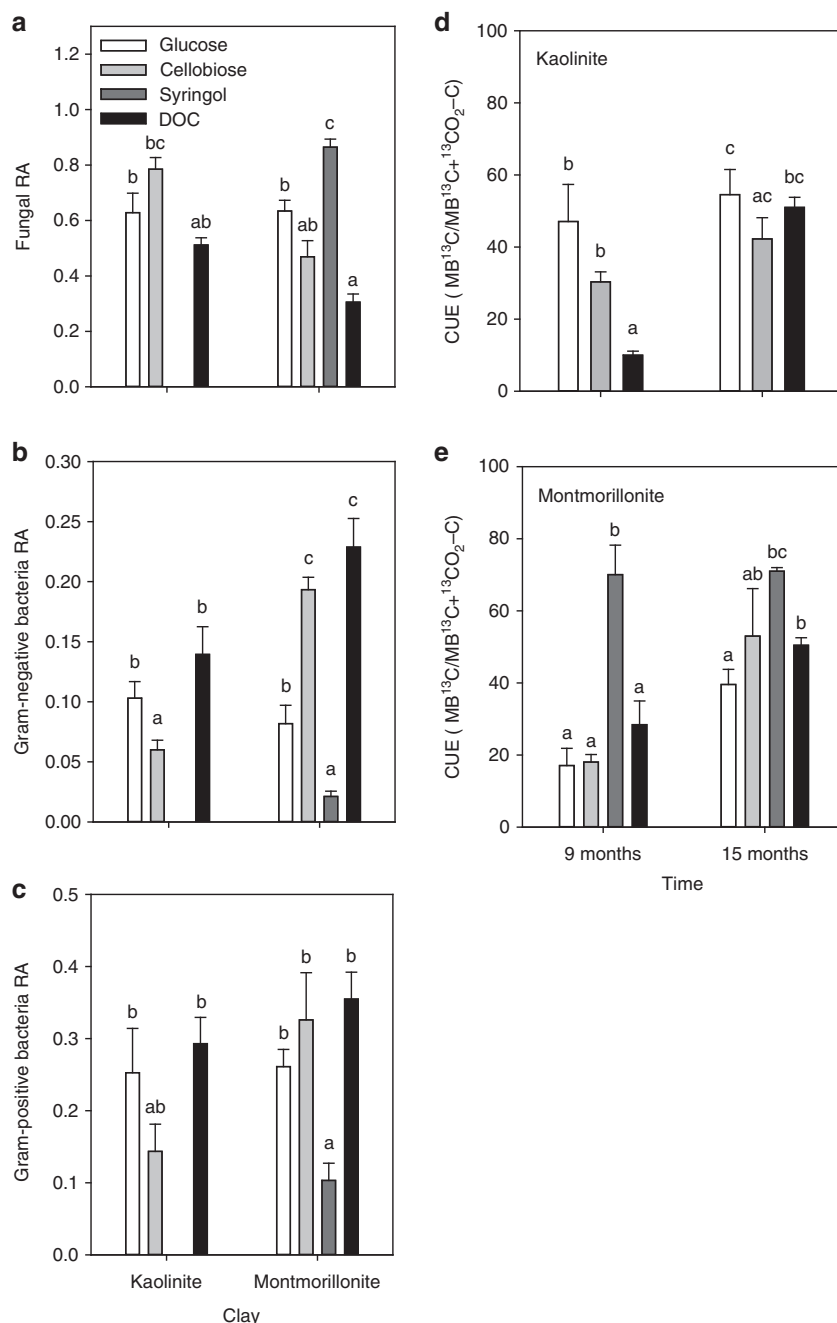 a
Glucose
Cellobiose
Syringol
DOC
1.2
1.0
0.8
0.6
0.4
0.2
0.0
Fungal RA
b
bc
ab
b
ab
c
a
b
0.30
0.25
0.20
0.15
0.10
0.05
0.00
Gram-negative bacteria RA
b
a
b
b
c
a
c
c
0.5
0.4
0.3
0.2
0.1
0.0
Gram-positive bacteria RA
b
ab
b
b
b
a
b
Kaolinite
Montmorillonite
Clay
d
Kaolinite
100
80
60
40
20
0
CUE ( MB¹³C/MB¹³C+¹³CO₂–C)
b
b
a
c
ac
bc
e
Montmorillonite
100
80
60
40
20
0
CUE ( MB¹³C/MB¹³C+¹³CO₂–C)
a
a
b
a
a
ab
bc
b
9 months
15 months
Time